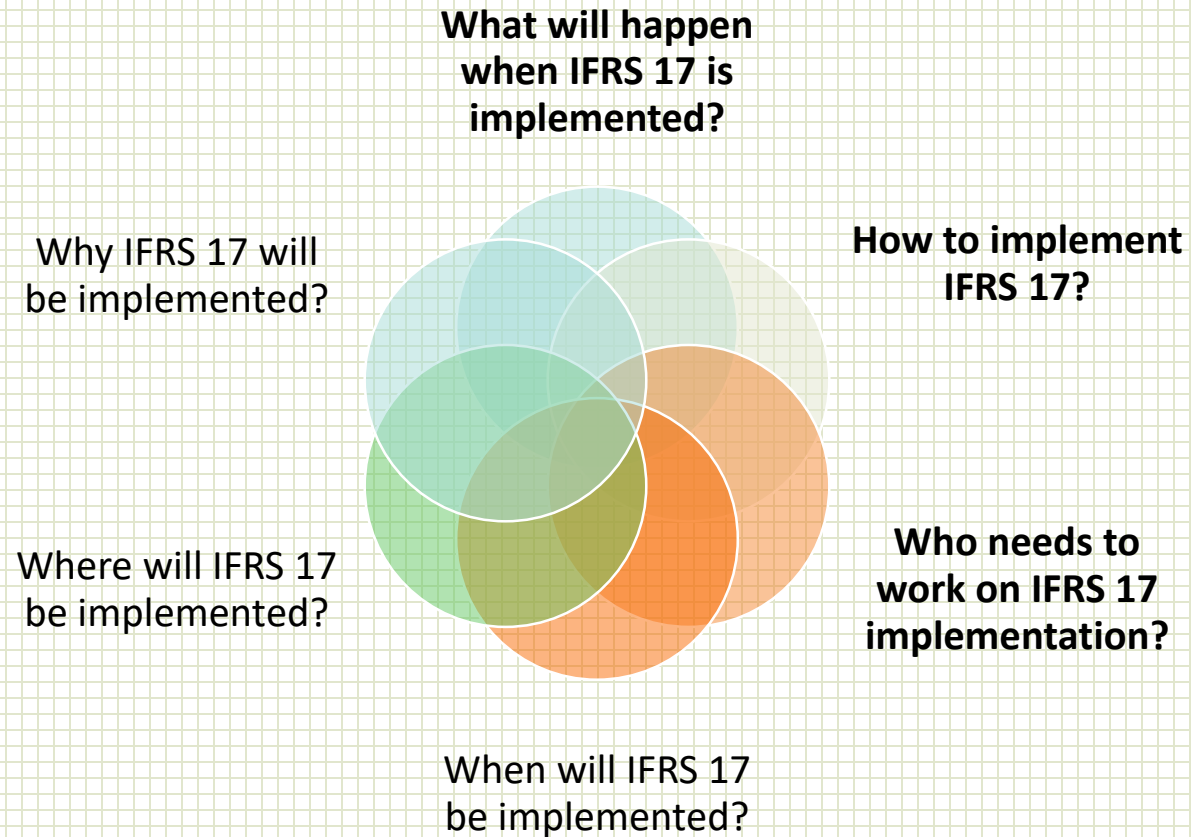 What will happen
when IFRS 17 is
implemented?
How to implement
IFRS 17?
Who needs to
work on IFRS 17
implementation?
When will IFRS 17
be implemented?
Where will IFRS 17
be implemented?
Why IFRS 17 will
be implemented?